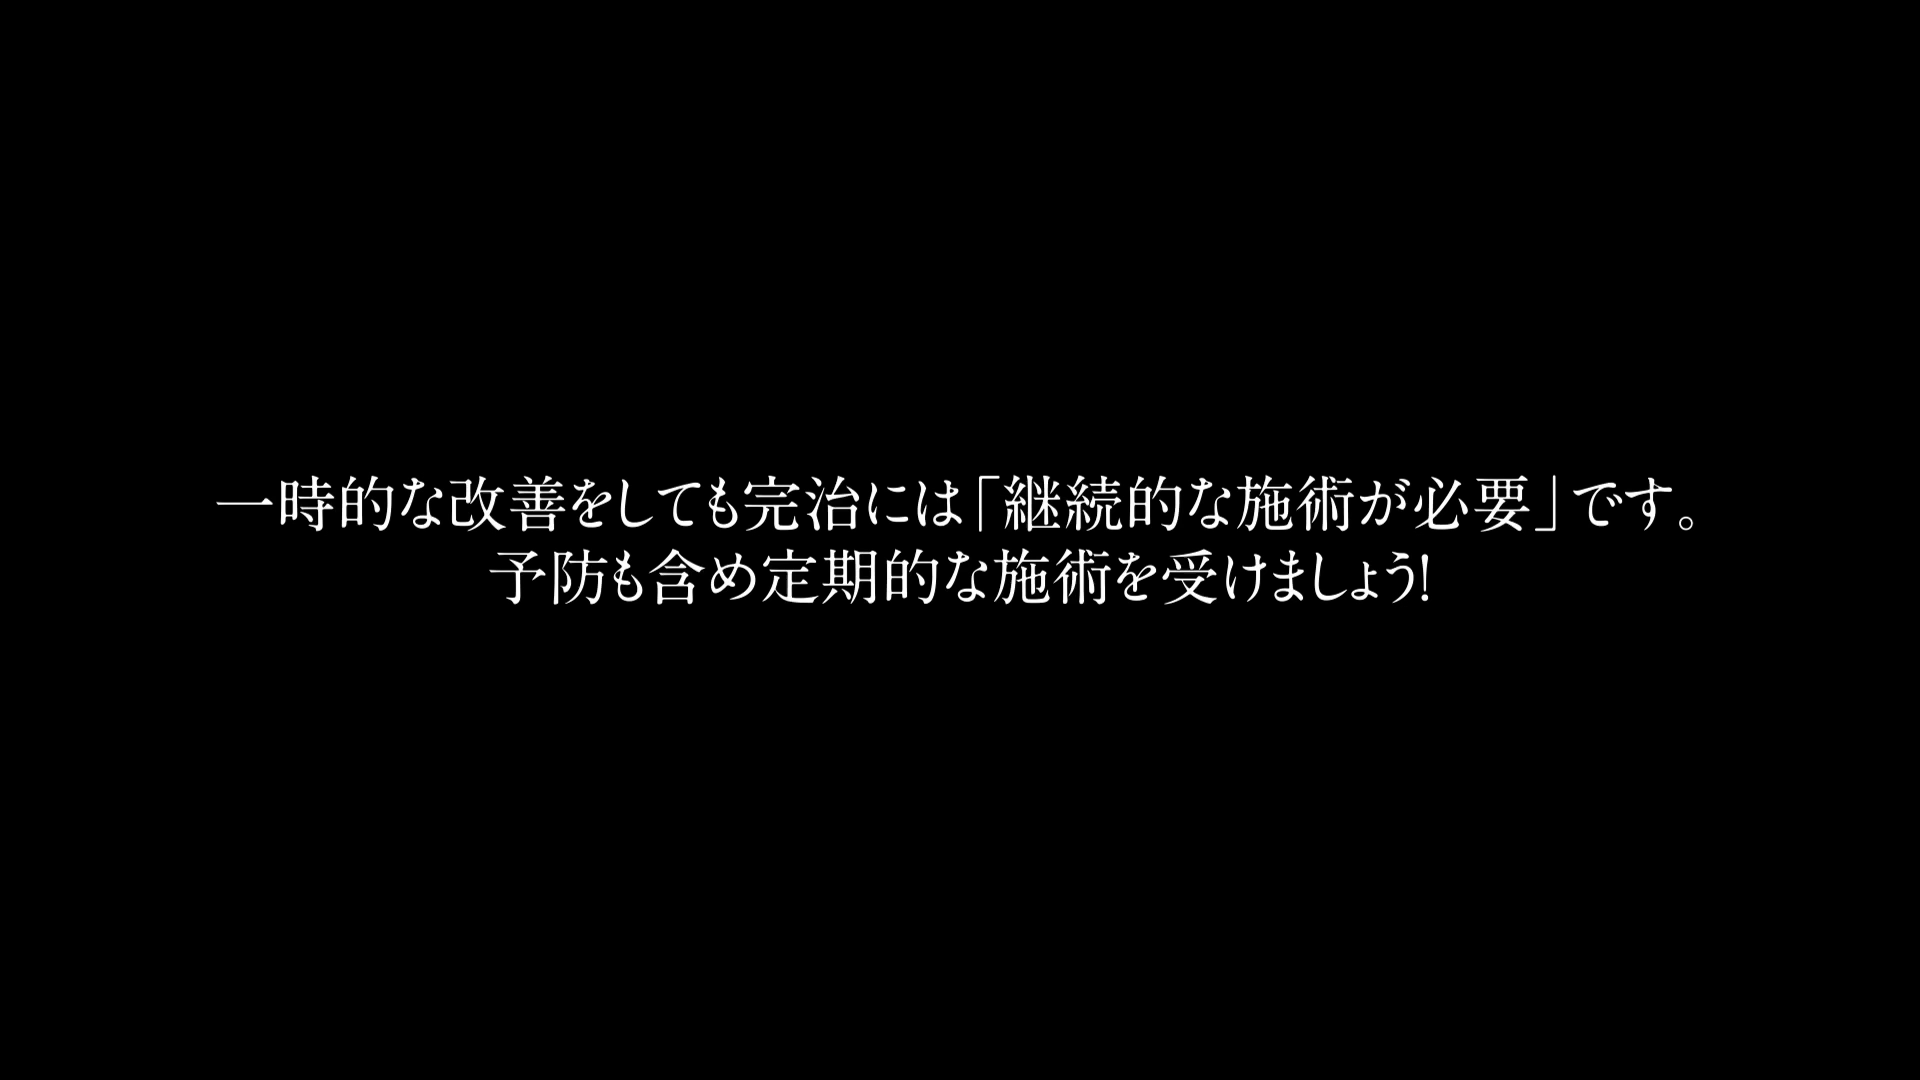 一時的な改善をしても完治には「継続的な施術が必要」です。
予防も含め定期的な施術を受けましょう!